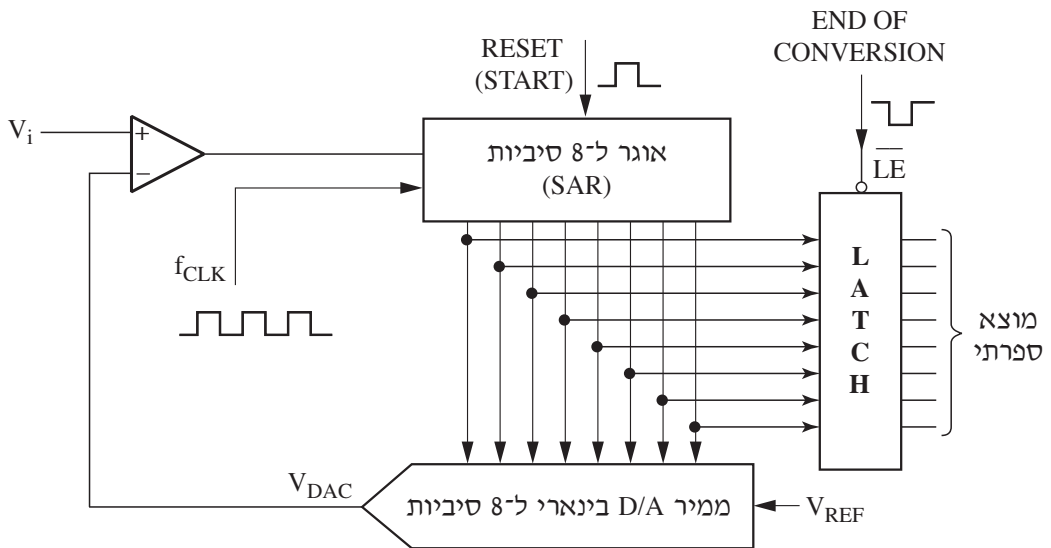 END OF
CONVERSION
RESET
(START)
V_i
+
−
אוגר ל־8 סיביות
(SAR)
LE
f_CLK
L
A
T
C
H
מוצא
ספרתי
V_DAC
ממיר D/A בינארי ל־8 סיביות
V_REF